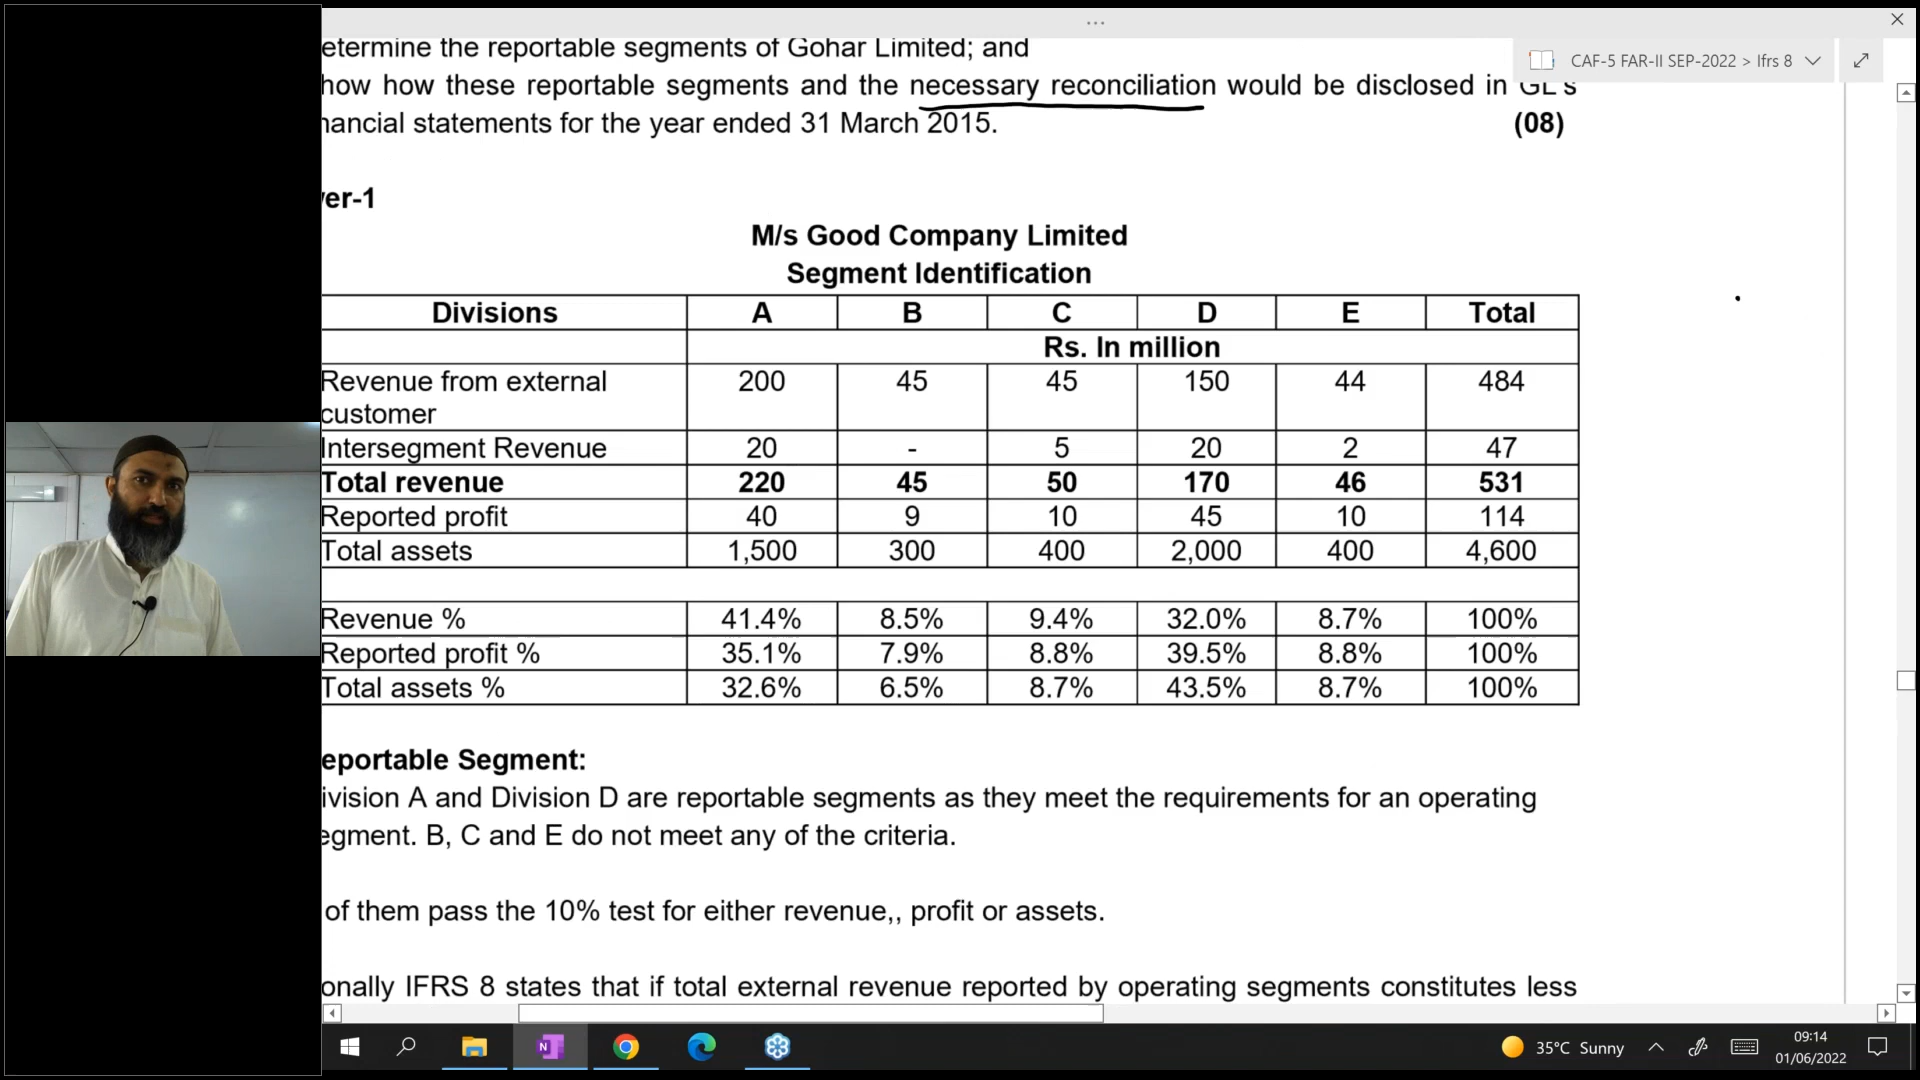 etermine the reportable segments of Gohar Limited; and
how how these reportable segments and the necessary reconciliation would be disclosed in GL's
nancial statements for the year ended 31 March 2015. (08)
CAF-5 FAR-II SEP-2022 > Ifrs 8
er-1
M/s Good Company Limited
Segment Identification
Divisions A B C D E Total
Rs. In million
Revenue from external customer 200 45 45 150 44 484
Intersegment Revenue 20 - 5 20 2 47
Total revenue 220 45 50 170 46 531
Reported profit 40 9 10 45 10 114
Total assets 1,500 300 400 2,000 400 4,600
Revenue % 41.4% 8.5% 9.4% 32.0% 8.7% 100%
Reported profit % 35.1% 7.9% 8.8% 39.5% 8.8% 100%
Total assets % 32.6% 6.5% 8.7% 43.5% 8.7% 100%
eportable Segment:
ivision A and Division D are reportable segments as they meet the requirements for an operating
egment. B, C and E do not meet any of the criteria.
of them pass the 10% test for either revenue,, profit or assets.
onally IFRS 8 states that if total external revenue reported by operating segments constitutes less
35°C Sunny
09:14
01/06/2022